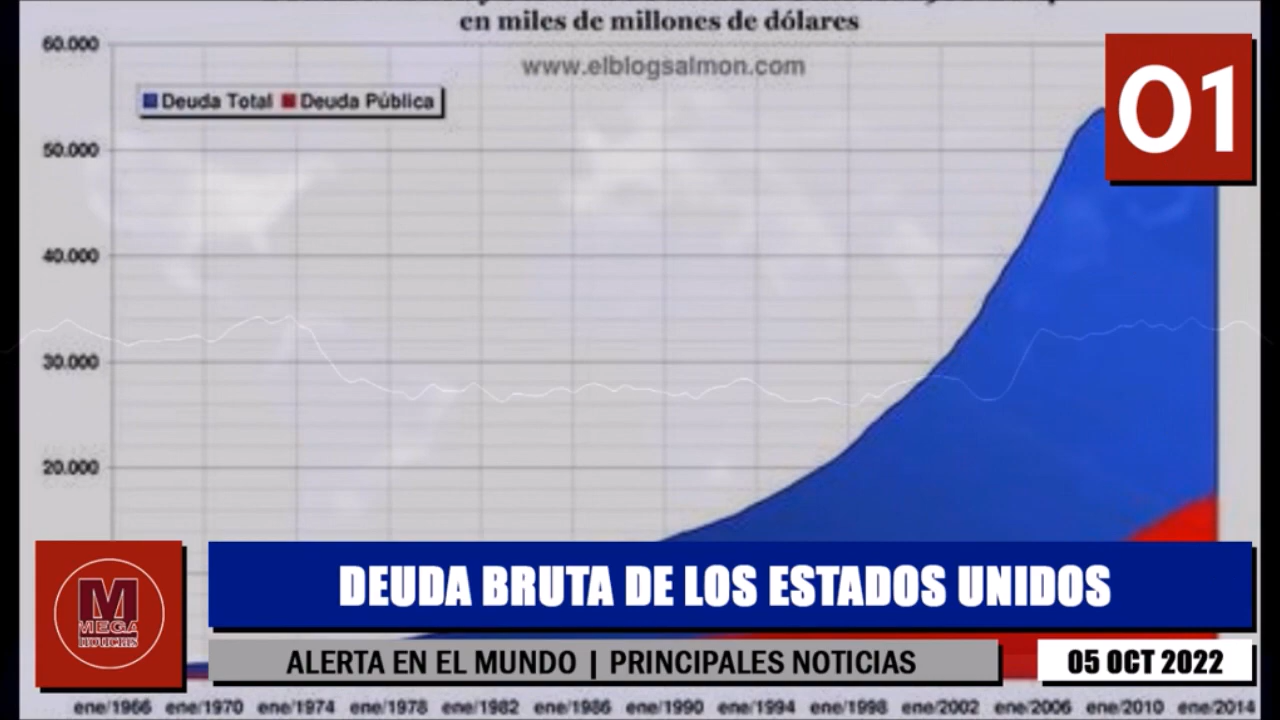 en miles de millones de dólares
60.000
www.elblogsalmon.com
01
Deuda Total Deuda Pública
50.000
40.000
30.000
20.000
DEUDA BRUTA DE LOS ESTADOS UNIDOS
M
MEGA
NOTICIAS
ALERTA EN EL MUNDO | PRINCIPALES NOTICIAS
05 OCT 2022
ene/1966 ene/1970 ene/1974 ene/1978 ene/1982 ene/1986 ene/1990 ene/1994 ene/1998 ene/2002 ene/2006 ene/2010 ene/2014